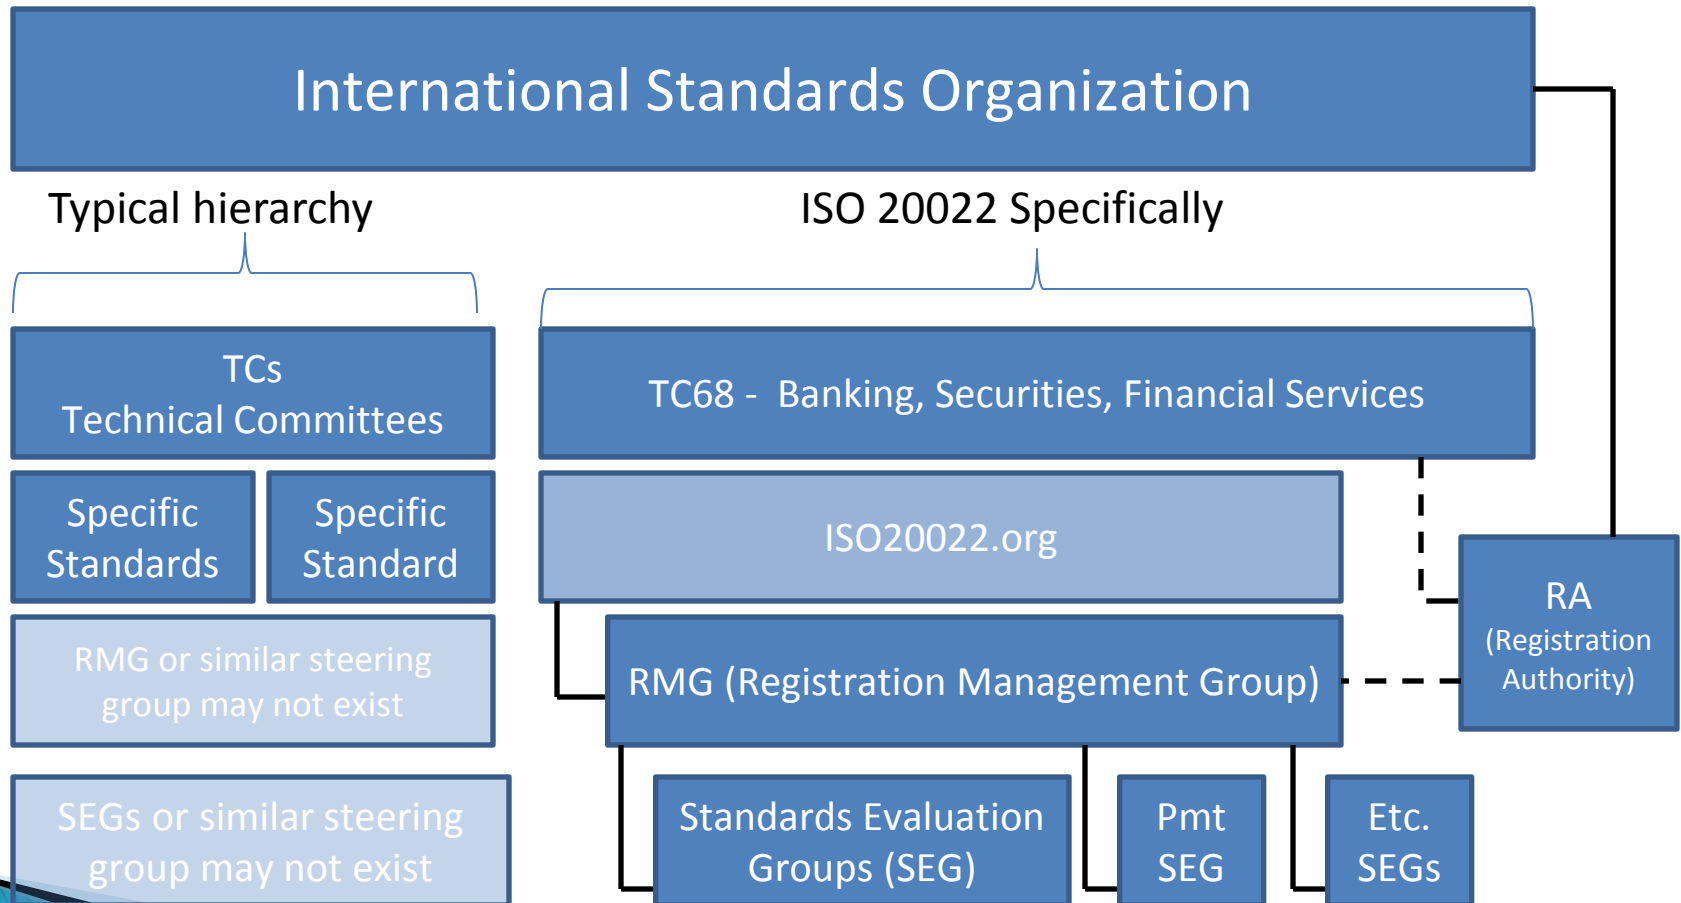 International Standards Organization
Typical hierarchy
ISO 20022 Specifically
TCs
Technical Committees
TC68 - Banking, Securities, Financial Services
Specific
Standards
Specific
Standard
ISO20022.org
RA
(Registration
Authority)
RMG or similar steering
group may not exist
RMG (Registration Management Group)
SEGs or similar steering
group may not exist
Standards Evaluation
Groups (SEG)
Pmt
SEG
Etc.
SEGs